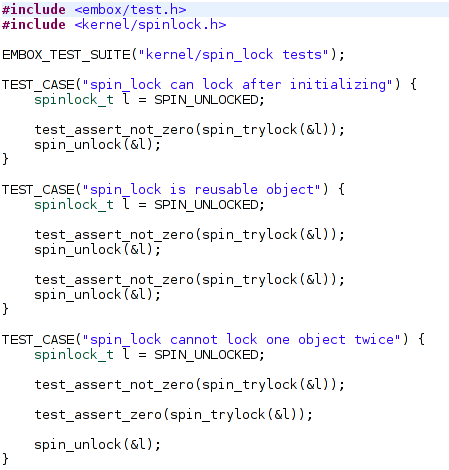 #include <embox/test.h>
#include <kernel/spinlock.h>

EMBOX_TEST_SUITE("kernel/spin_lock tests");

TEST_CASE("spin_lock can lock after initializing") {
    spinlock_t l = SPIN_UNLOCKED;

    test_assert_not_zero(spin_trylock(&l));
    spin_unlock(&l);
}

TEST_CASE("spin_lock is reusable object") {
    spinlock_t l = SPIN_UNLOCKED;

    test_assert_not_zero(spin_trylock(&l));
    spin_unlock(&l);

    test_assert_not_zero(spin_trylock(&l));
    spin_unlock(&l);
}

TEST_CASE("spin_lock cannot lock one object twice") {
    spinlock_t l = SPIN_UNLOCKED;

    test_assert_not_zero(spin_trylock(&l));

    test_assert_zero(spin_trylock(&l));

    spin_unlock(&l);
}